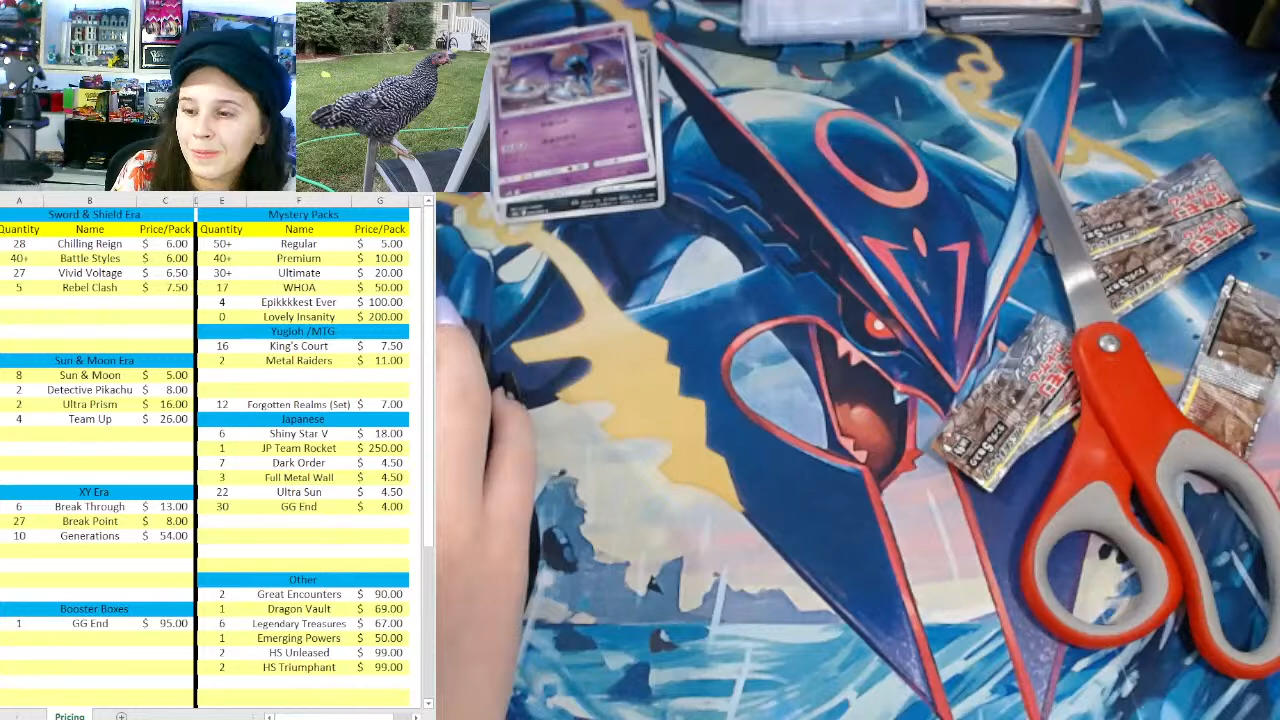 A B C E F G
Sword & Shield Era Mystery Packs
Quantity Name Price/Pack Quantity Name Price/Pack
28 Chilling Reign $ 6.00 50+ Regular $ 5.00
40+ Battle Styles $ 6.00 40+ Premium $ 10.00
27 Vivid Voltage $ 6.50 30+ Ultimate $ 20.00
5 Rebel Clash $ 7.50 17 WHOA $ 50.00
4 Epikkkkest Ever $ 100.00
0 Lovely Insanity $ 200.00
Yugioh /MTG
16 King's Court $ 7.50
Sun & Moon Era 2 Metal Raiders $ 11.00
8 Sun & Moon $ 5.00
2 Detective Pikachu $ 8.00
2 Ultra Prism $ 16.00 12 Forgotten Realms (Set) $ 7.00
4 Team Up $ 26.00 Japanese
6 Shiny Star V $ 18.00
1 JP Team Rocket $ 250.00
7 Dark Order $ 4.50
3 Full Metal Wall $ 4.50
XY Era 22 Ultra Sun $ 4.50
6 Break Through $ 13.00 30 GG End $ 4.00
27 Break Point $ 8.00
10 Generations $ 54.00
Other
2 Great Encounters $ 90.00
Booster Boxes 1 Dragon Vault $ 69.00
1 GG End $ 95.00 6 Legendary Treasures $ 67.00
1 Emerging Powers $ 50.00
2 HS Unleased $ 99.00
2 HS Triumphant $ 99.00
Pricing